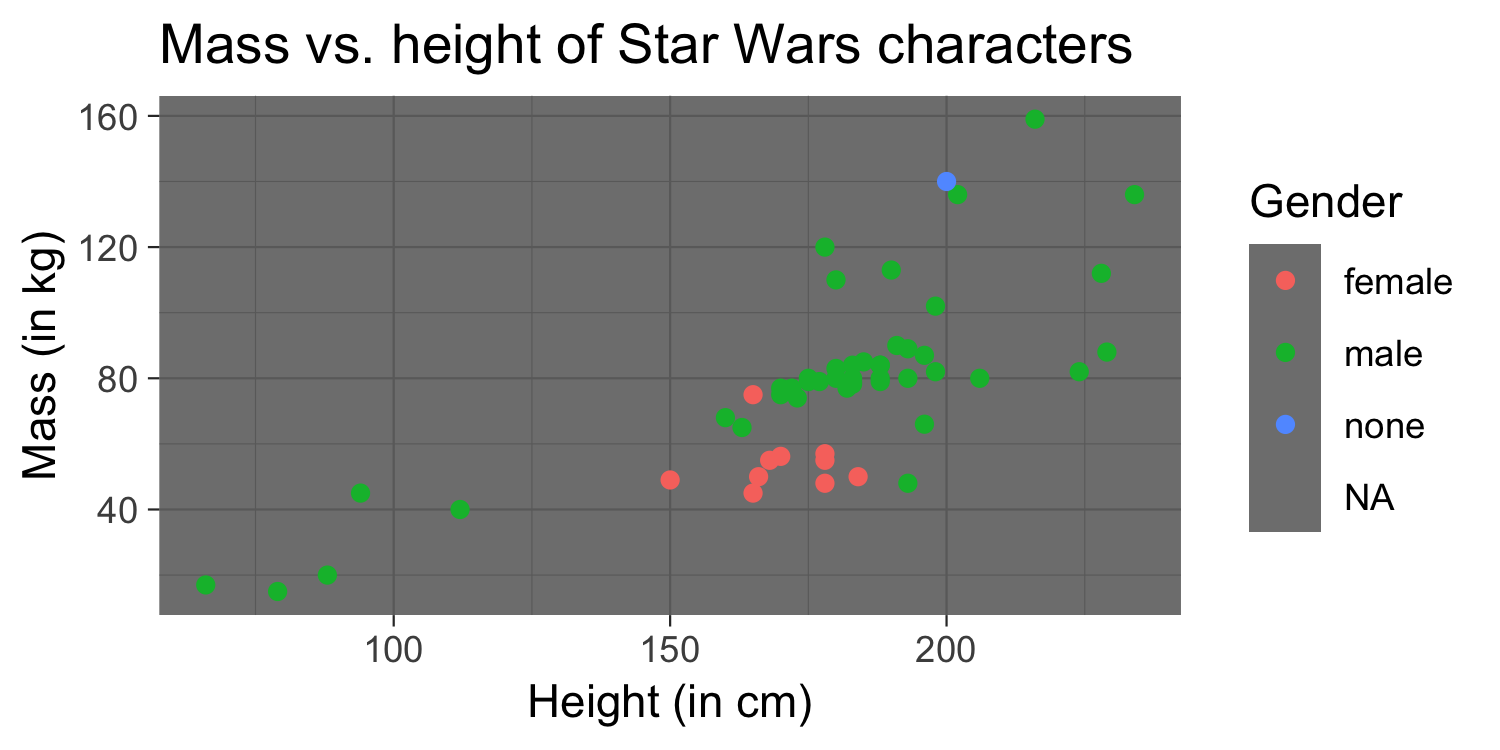 Mass vs. height of Star Wars characters
160
120
80
40
Mass (in kg)
100 150 200
Height (in cm)
Gender
female
male
none
NA